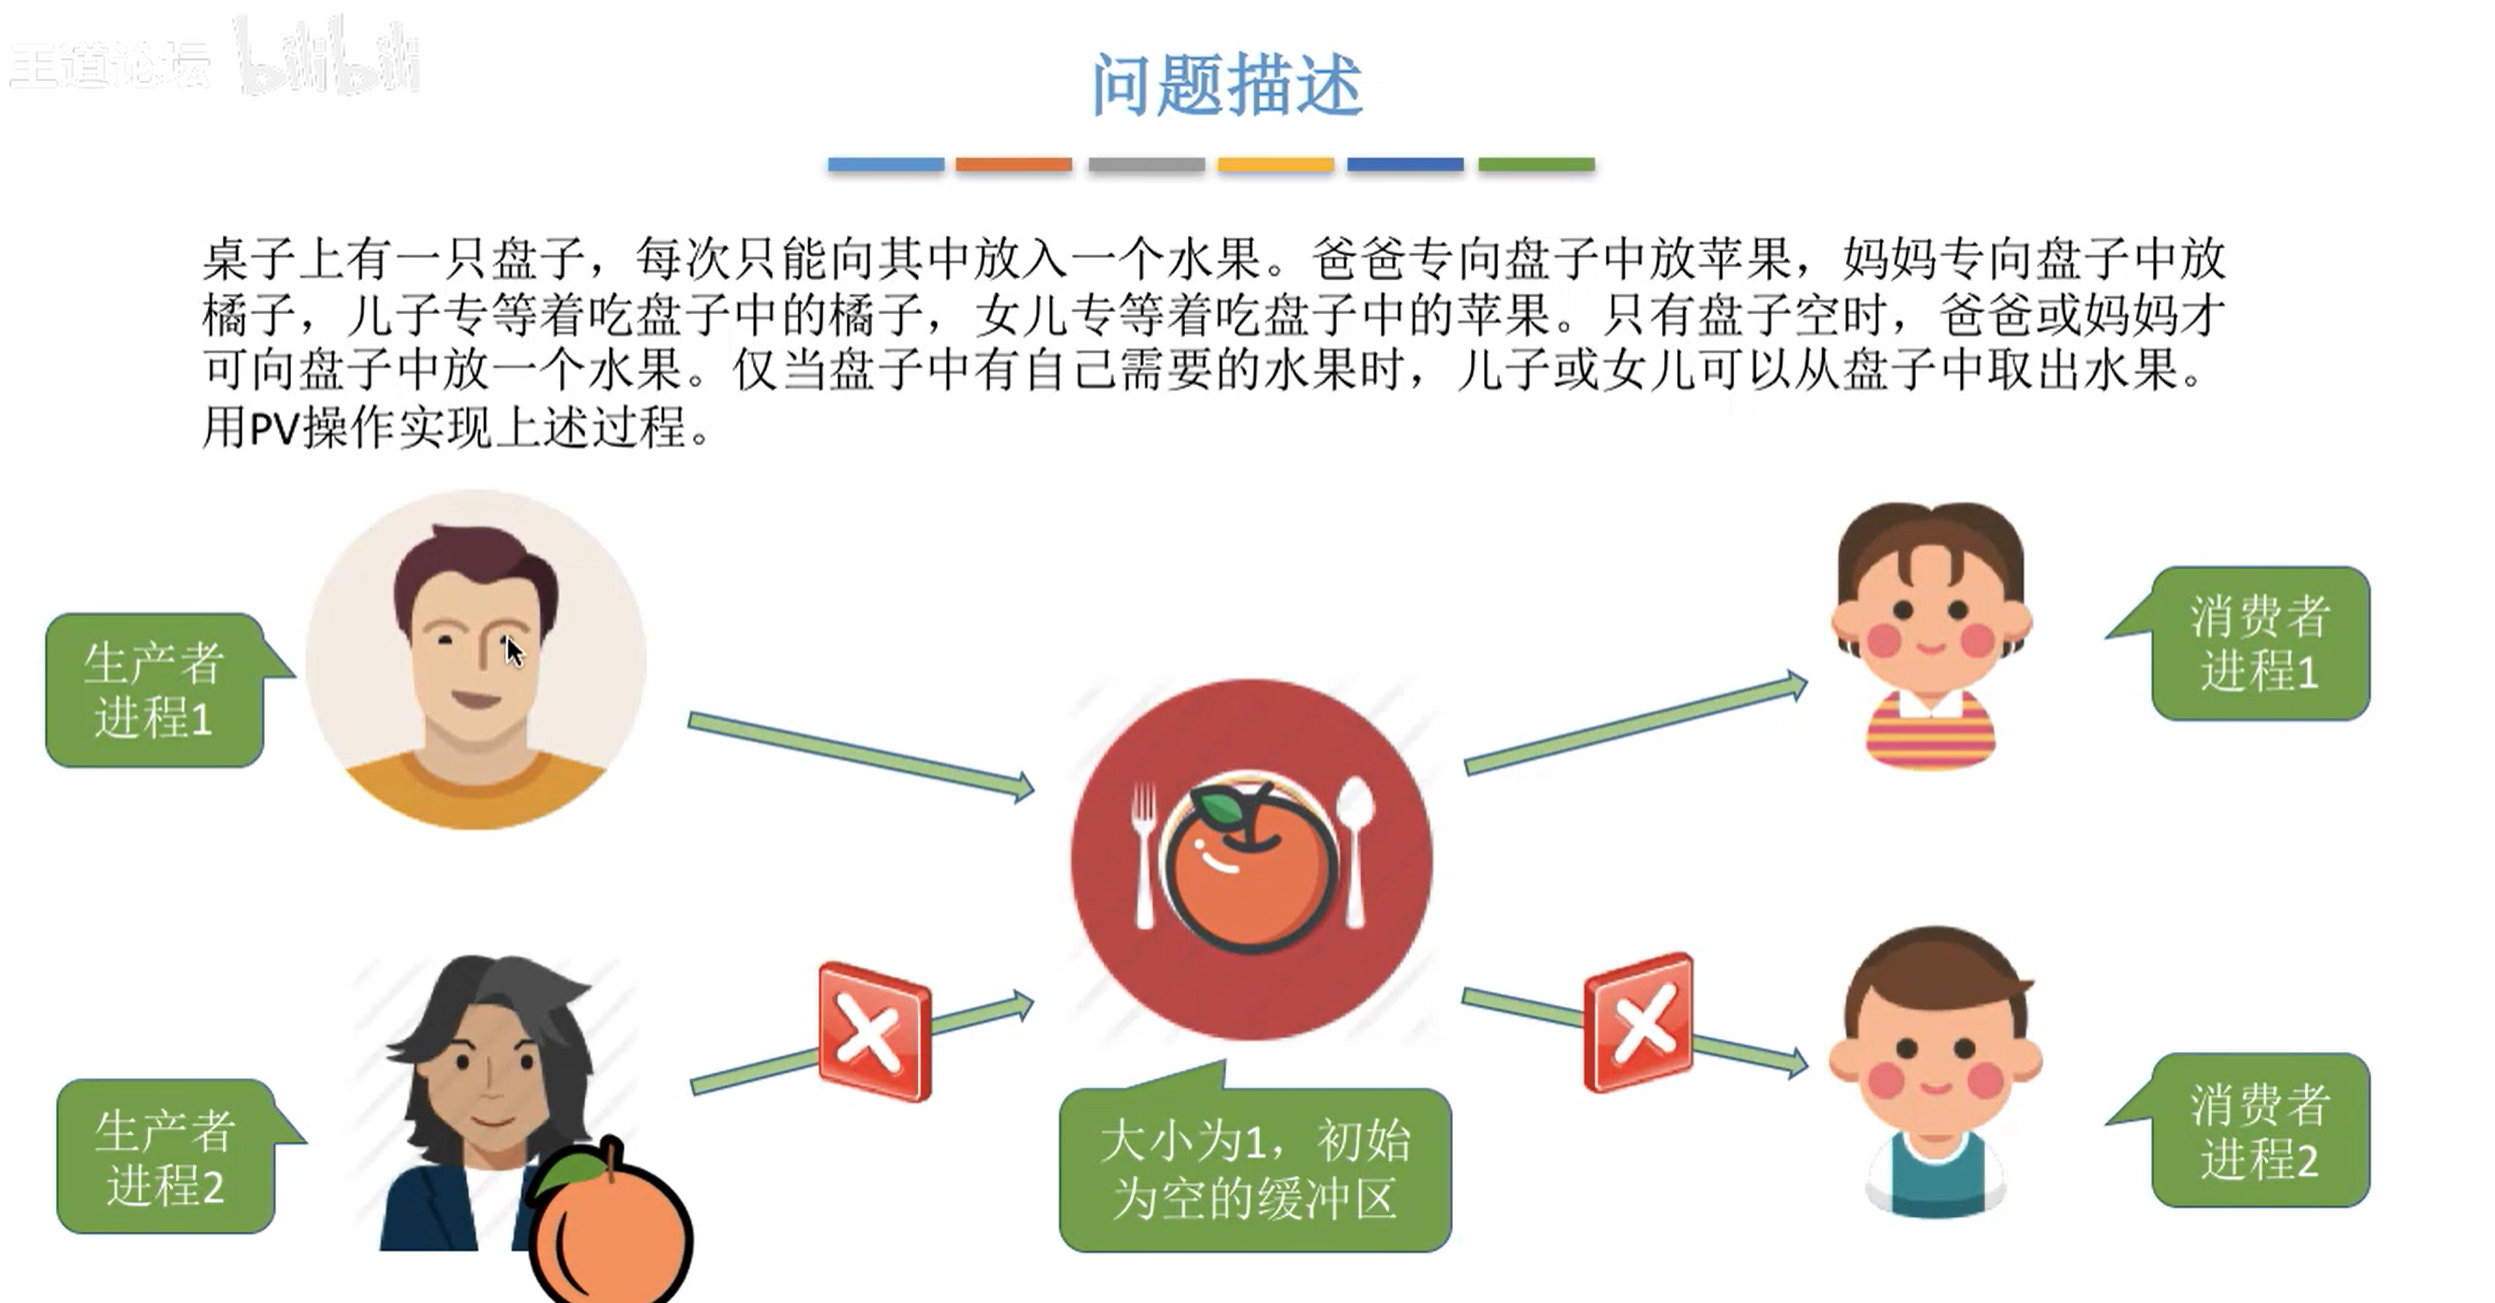 王道论坛 bilibili
问题描述
桌子上有一只盘子，每次只能向其中放入一个水果。爸爸专向盘子中放苹果，妈妈专向盘子中放
橘子，儿子专等着吃盘子中的橘子，女儿专等着吃盘子中的苹果。只有盘子空时，爸爸或妈妈才
可向盘子中放一个水果。仅当盘子中有自己需要的水果时，儿子或女儿可以从盘子中取出水果。
用PV操作实现上述过程。
生产者
进程1
消费者
进程1
生产者
进程2
大小为1，初始
为空的缓冲区
消费者
进程2